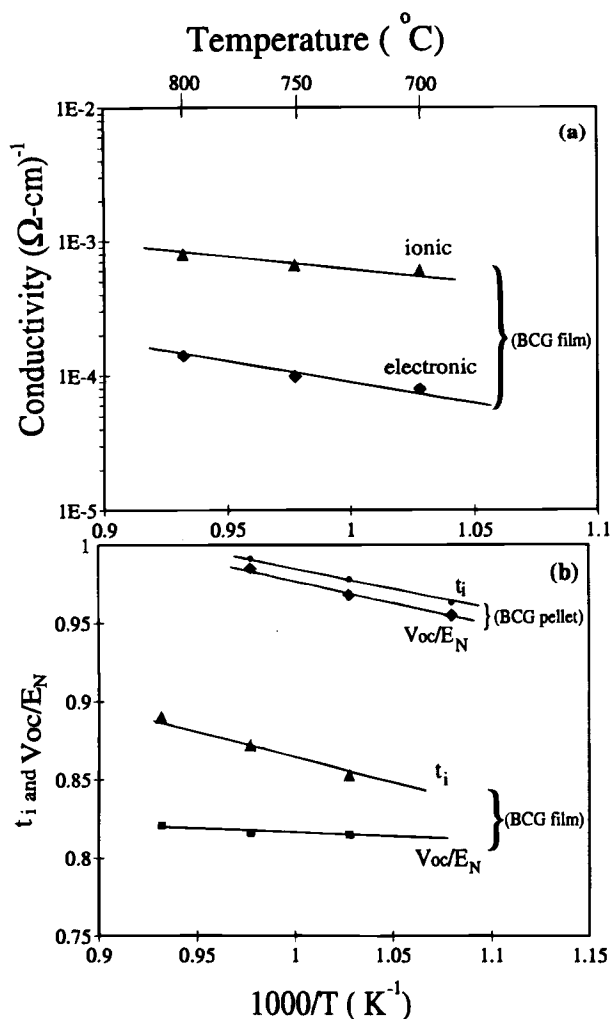 Temperature ( °C)
800 750 700
1E-2
(a)
Conductivity (Ω-cm)⁻¹
ionic
1E-3
(BCG film)
electronic
1E-4
1E-5
0.9 0.95 1 1.05 1.1
1
(b)
tᵢ
(BCG pellet)
Voc/E_N
0.95
tᵢ and Voc/E_N
0.9
0.85
tᵢ
(BCG film)
0.8
Voc/E_N
0.75
0.9 0.95 1 1.05 1.1 1.15
1000/T ( K⁻¹)